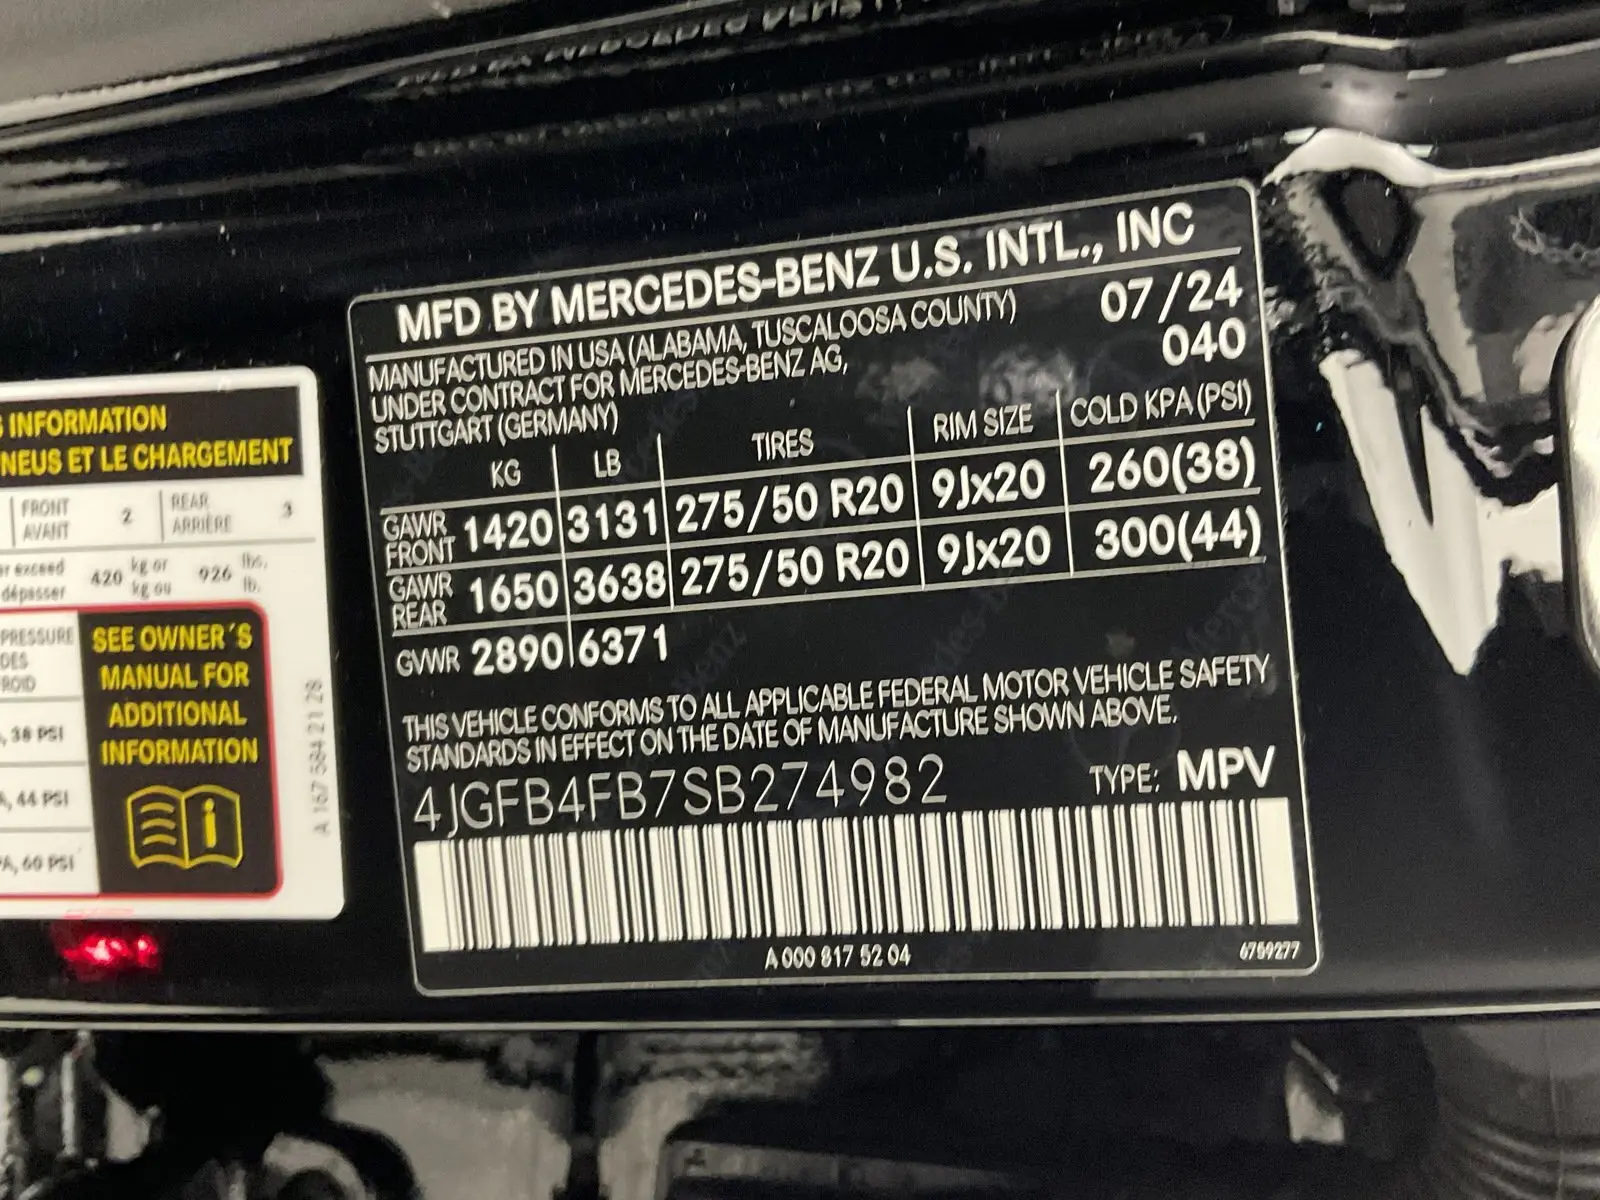 S INFORMATION
NEUS ET LE CHARGEMENT
FRONT 2 REAR 3
AVANT ARRIÈRE
er exceed 420 kg or 926 lbs.
dépasser kg ou lb.
PRESSURE
DES
ROID
, 38 PSI
A, 44 PSI
PA, 60 PSI
SEE OWNER´S
MANUAL FOR
ADDITIONAL
INFORMATION
A 167 584 21 28
MFD BY MERCEDES-BENZ U.S. INTL., INC
MANUFACTURED IN USA (ALABAMA, TUSCALOOSA COUNTY) 07/24
UNDER CONTRACT FOR MERCEDES-BENZ AG, 040
STUTTGART (GERMANY)
KG LB TIRES RIM SIZE COLD KPA (PSI)
GAWR FRONT 1420 3131 275/50 R20 9Jx20 260(38)
GAWR REAR 1650 3638 275/50 R20 9Jx20 300(44)
GVWR 2890 6371
THIS VEHICLE CONFORMS TO ALL APPLICABLE FEDERAL MOTOR VEHICLE SAFETY
STANDARDS IN EFFECT ON THE DATE OF MANUFACTURE SHOWN ABOVE.
4JGFB4FB7SB274982 TYPE: MPV
A 000 817 52 04 6759277